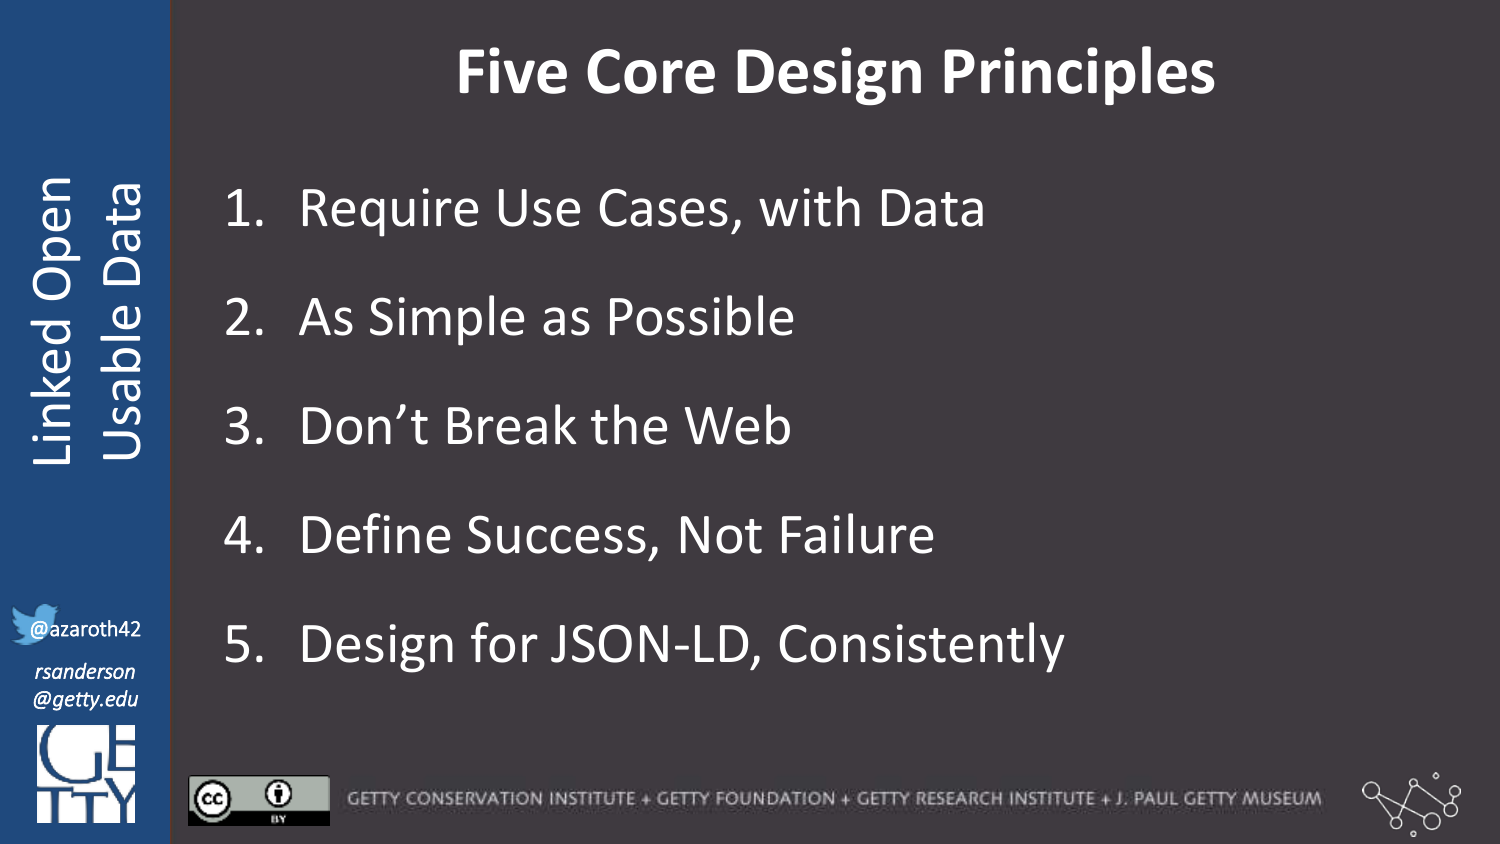 Five Core Design Principles
1. Require Use Cases, with Data
2. As Simple as Possible
3. Don’t Break the Web
4. Define Success, Not Failure
5. Design for JSON-LD, Consistently
Linked Open
Usable Data
@azaroth42
rsanderson
@getty.edu
GE
TTY
cc
BY
GETTY CONSERVATION INSTITUTE + GETTY FOUNDATION + GETTY RESEARCH INSTITUTE + J. PAUL GETTY MUSEUM